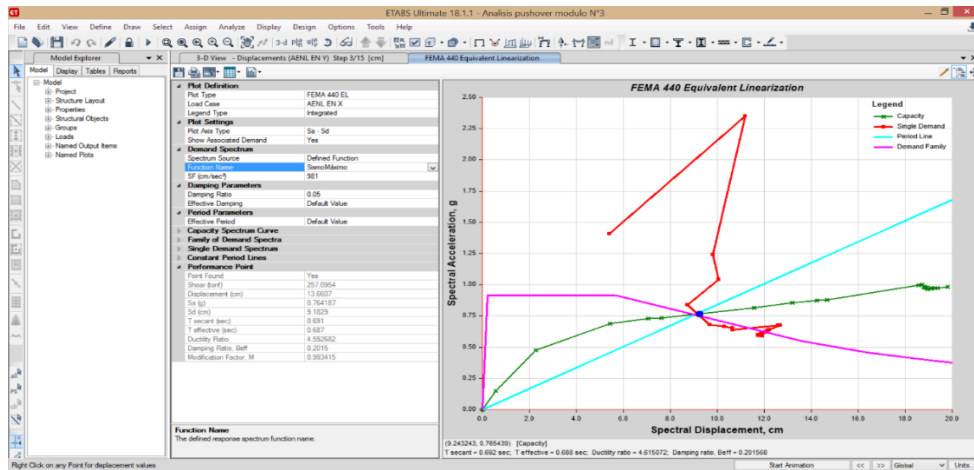 ETABS Ultimate 18.1.1 - Analisis pushover modulo N°3
File Edit View Define Draw Select Assign Analyze Display Design Options Tools Help
Model Explorer
3-D View - Displacements (AENL EN Y) Step 3/15 [cm]
FEMA 440 Equivalent Linearization
Model Display Tables Reports
Model
Project
Structure Layout
Properties
Structural Objects
Groups
Loads
Named Output Items
Named Plots
Plot Definition
Plot Type FEMA 440 EL
Load Case AENL EN X
Legend Type Integrated
Plot Settings
Plot Axis Type Sa - Sd
Show Associated Demand Yes
Demand Spectrum
Spectrum Source Defined Function
Function Name SismoMáximo
SF (cm/sec²) 981
Damping Parameters
Damping Ratio 0.05
Effective Damping Default Value
Period Parameters
Effective Period Default Value
Capacity Spectrum Curve
Family of Demand Spectra
Single Demand Spectrum
Constant Period Lines
Performance Point
Point Found Yes
Shear (tonf) 257.0954
Displacement (cm) 13.6607
Sa (g) 0.764187
Sd (cm) 9.1829
T secant (sec) 0.691
T effective (sec) 0.687
Ductility Ratio 4.592682
Damping Ratio, Beff 0.2015
Modification Factor, M 0.993415
Function Name
The defined response spectrum function name.
FEMA 440 Equivalent Linearization
Legend
Capacity
Single Demand
Period Line
Demand Family
Spectral Acceleration, g
2.50
2.25
2.00
1.75
1.50
1.25
1.00
0.75
0.50
0.25
0.00
0.0 2.0 4.0 6.0 8.0 10.0 12.0 14.0 16.0 18.0 20.0
Spectral Displacement, cm
(9.243243, 0.765439) [Capacity]
T secant = 0.692 sec; T effective = 0.688 sec; Ductility ratio = 4.615072; Damping ratio, Beff = 0.201568
Right Click on any Point for displacement values
Start Animation << >> Global Units